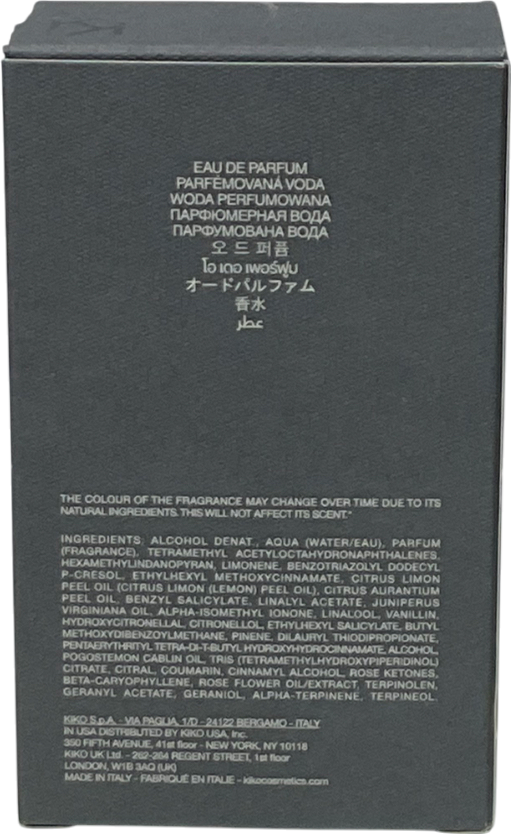 EAU DE PARFUM
PARFÉMOVANÁ VODA
WODA PERFUMOWANA
ПАРФЮМЕРНАЯ ВОДА
ПАРФУМОВАНА ВОДА
오 드 퍼퓸
โอ เดอ เพอร์ฟูม
オードパルファム
香水
عطر
THE COLOUR OF THE FRAGRANCE MAY CHANGE OVER TIME DUE TO ITS
NATURAL INGREDIENTS. THIS WILL NOT AFFECT ITS SCENT."
INGREDIENTS: ALCOHOL DENAT., AQUA (WATER/EAU), PARFUM
(FRAGRANCE), TETRAMETHYL ACETYLOCTAHYDRONAPHTHALENES,
HEXAMETHYLINDANOPYRAN, LIMONENE, BENZOTRIAZOLYL DODECYL
P-CRESOL, ETHYLHEXYL METHOXYCINNAMATE, CITRUS LIMON
PEEL OIL (CITRUS LIMON (LEMON) PEEL OIL), CITRUS AURANTIUM
PEEL OIL, BENZYL SALICYLATE, LINALYL ACETATE, JUNIPERUS
VIRGINIANA OIL, ALPHA-ISOMETHYL IONONE, LINALOOL, VANILLIN,
HYDROXYCITRONELLAL, CITRONELLOL, ETHYLHEXYL SALICYLATE, BUTYL
METHOXYDIBENZOYLMETHANE, PINENE, DILAURYL THIODIPROPIONATE,
PENTAERYTHRITYL TETRA-DI-T-BUTYL HYDROXYHYDROCINNAMATE, ALCOHOL,
POGOSTEMON CABLIN OIL, TRIS (TETRAMETHYLHYDROXYPIPERIDINOL)
CITRATE, CITRAL, COUMARIN, CINNAMYL ALCOHOL, ROSE KETONES,
BETA-CARYOPHYLLENE, ROSE FLOWER OIL/EXTRACT, TERPINOLEN,
GERANYL ACETATE, GERANIOL, ALPHA-TERPINENE, TERPINEOL.
KIKO S.p.A. - VIA PAGLIA, 1/D - 24122 BERGAMO - ITALY
IN USA DISTRIBUTED BY KIKO USA, Inc.
350 FIFTH AVENUE, 41st floor - NEW YORK, NY 10118
KIKO UK Ltd. - 262-264 REGENT STREET, 1st floor
LONDON, W1B 3AQ (UK)
MADE IN ITALY - FABRIQUÉ EN ITALIE - kikocosmetics.com